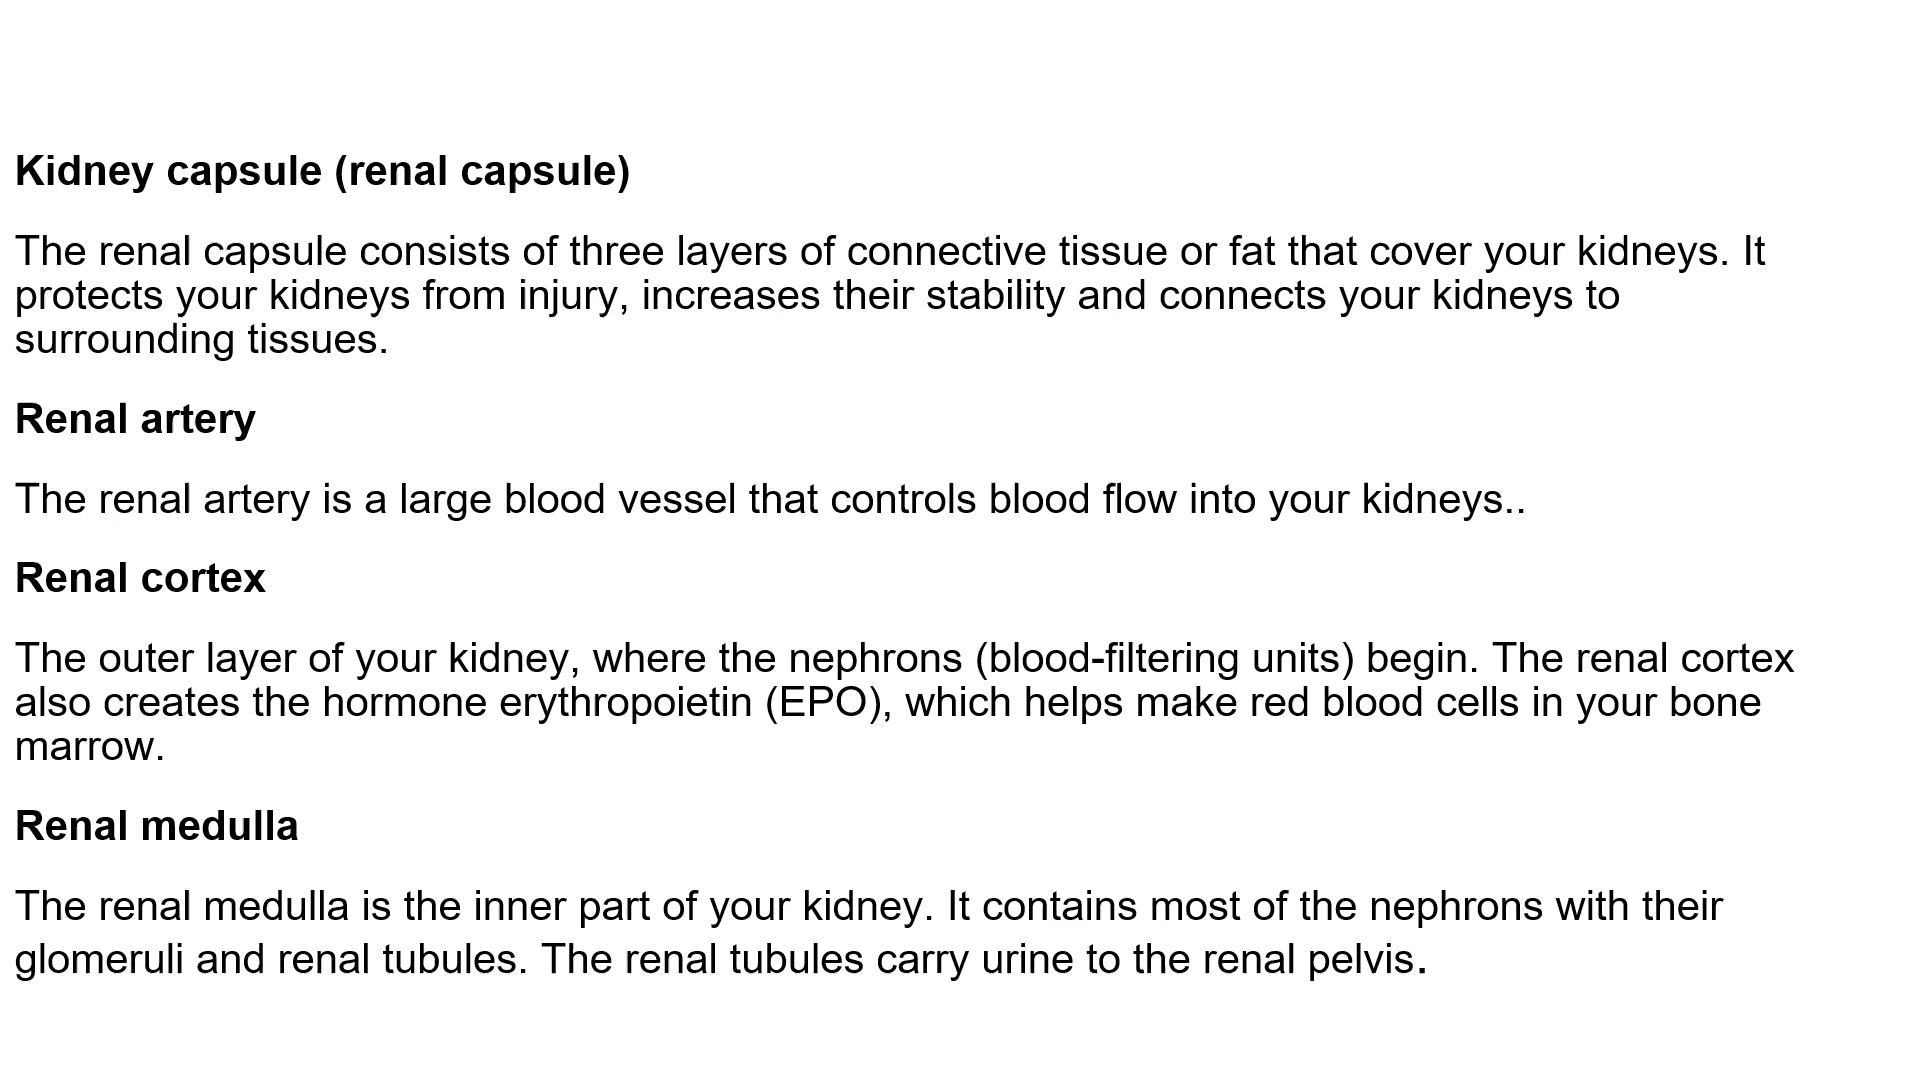 Kidney capsule (renal capsule)
The renal capsule consists of three layers of connective tissue or fat that cover your kidneys. It
protects your kidneys from injury, increases their stability and connects your kidneys to
surrounding tissues.
Renal artery
The renal artery is a large blood vessel that controls blood flow into your kidneys..
Renal cortex
The outer layer of your kidney, where the nephrons (blood-filtering units) begin. The renal cortex
also creates the hormone erythropoietin (EPO), which helps make red blood cells in your bone
marrow.
Renal medulla
The renal medulla is the inner part of your kidney. It contains most of the nephrons with their
glomeruli and renal tubules. The renal tubules carry urine to the renal pelvis.